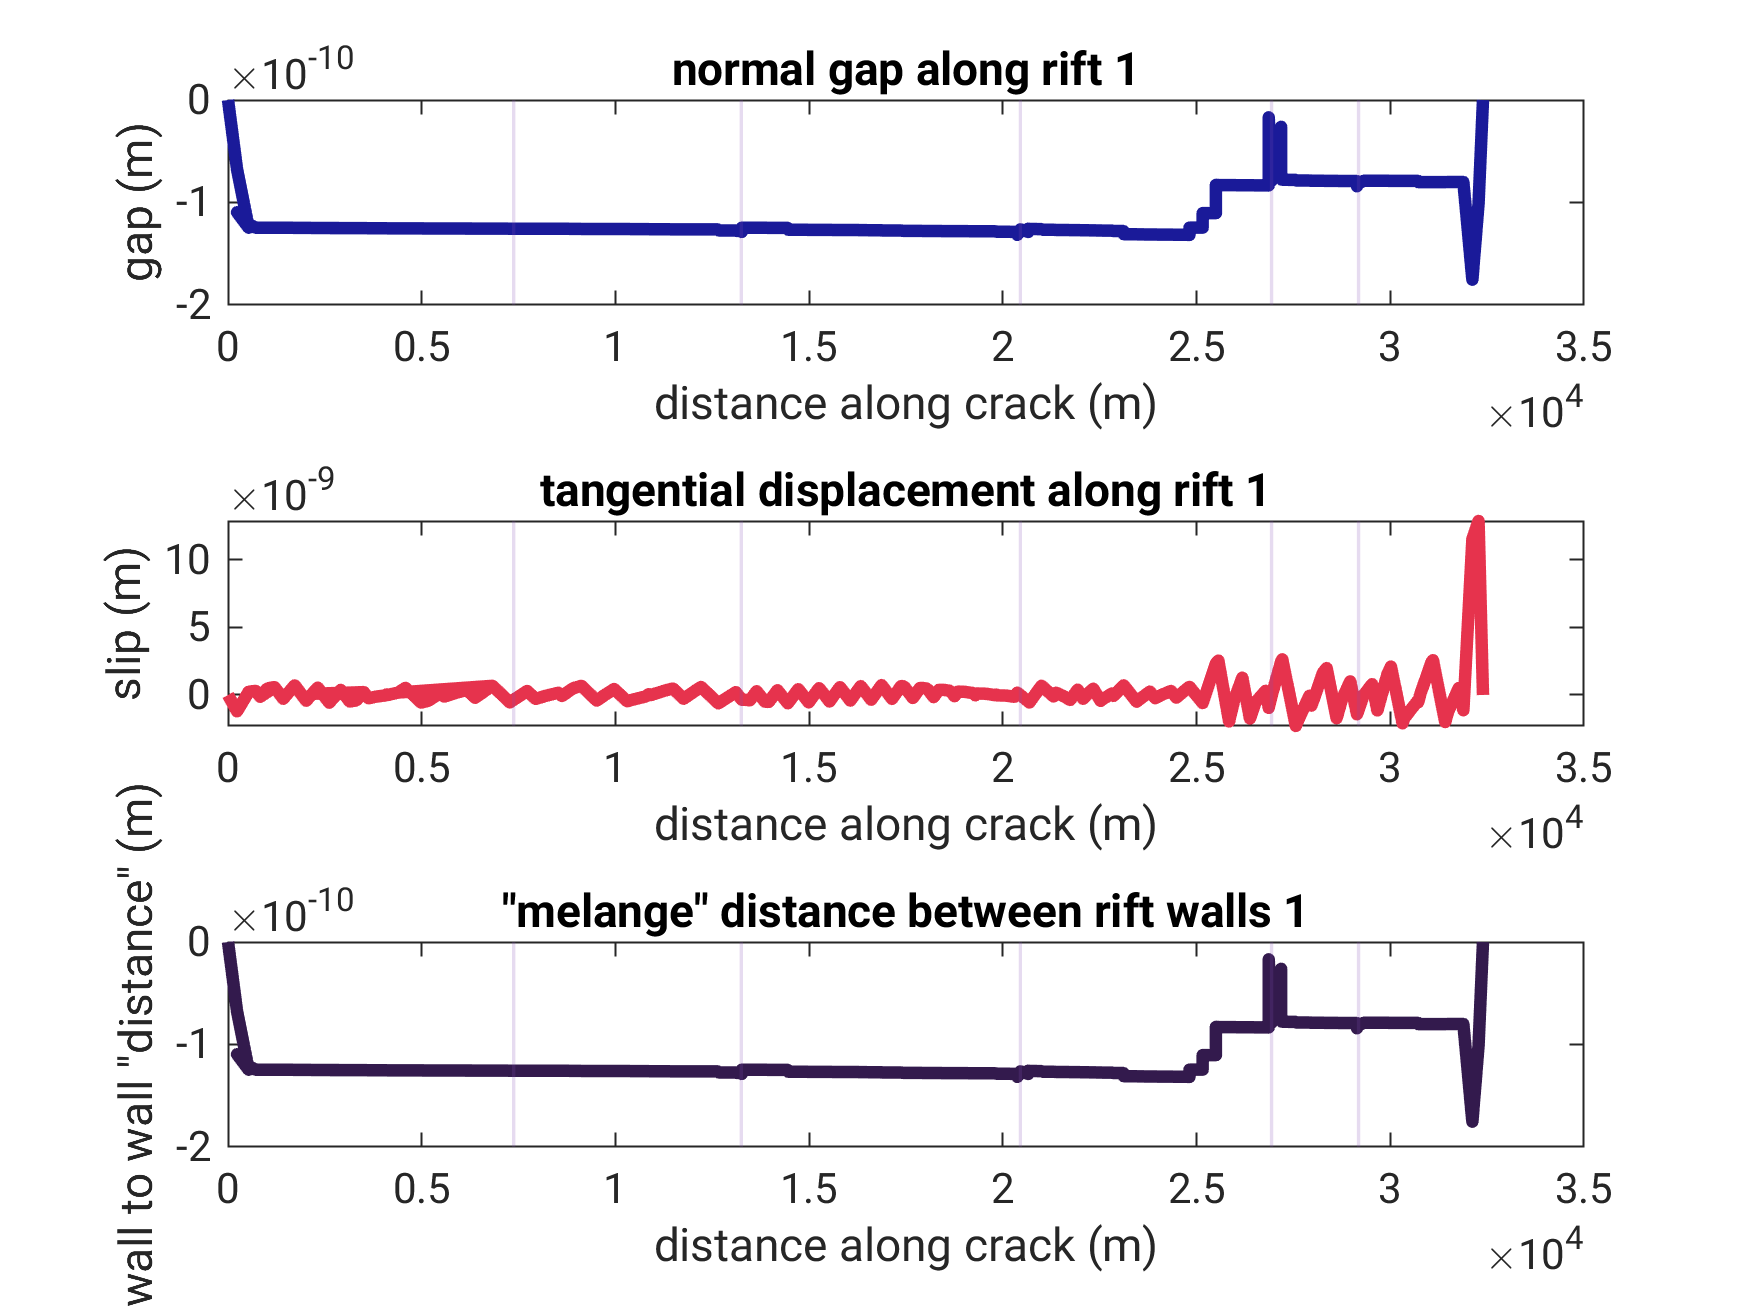 ×10-10
normal gap along rift 1
0
-1
-2
gap (m)
0 0.5 1 1.5 2 2.5 3 3.5
distance along crack (m)
×104
×10-9
tangential displacement along rift 1
10
5
0
slip (m)
0 0.5 1 1.5 2 2.5 3 3.5
distance along crack (m)
×104
×10-10
"melange" distance between rift walls 1
0
-1
-2
wall to wall "distance" (m)
0 0.5 1 1.5 2 2.5 3 3.5
distance along crack (m)
×104